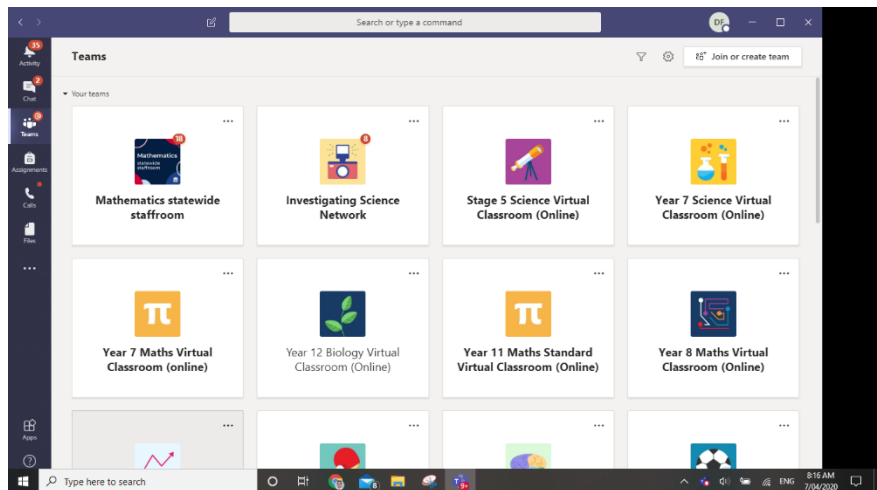 Search or type a command
DF
35
Activity
2
Chat
Teams
Assignments
Calls
Files
Apps
Teams
Join or create team
Your teams
18
Mathematics
statewide
staffroom
Mathematics statewide
staffroom
8
Investigating Science
Network
Stage 5 Science Virtual
Classroom (Online)
Year 7 Science Virtual
Classroom (Online)
π
Year 7 Maths Virtual
Classroom (online)
Year 12 Biology Virtual
Classroom (Online)
π
Year 11 Maths Standard
Virtual Classroom (Online)
Year 8 Maths Virtual
Classroom (Online)
Type here to search
9+
ENG
8:16 AM
7/04/2020